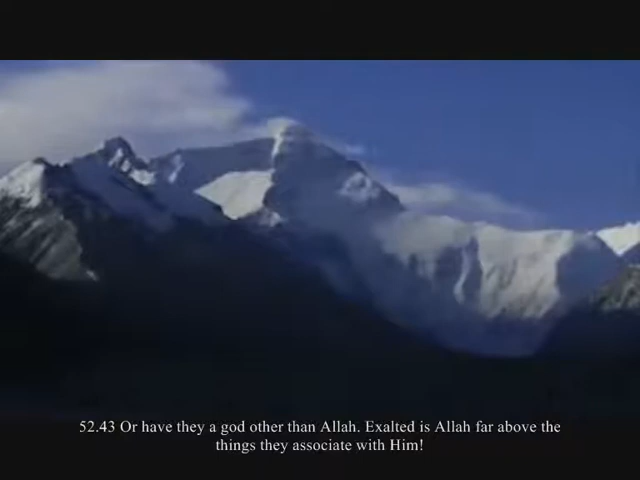 52.43 Or have they a god other than Allah. Exalted is Allah far above the
things they associate with Him!